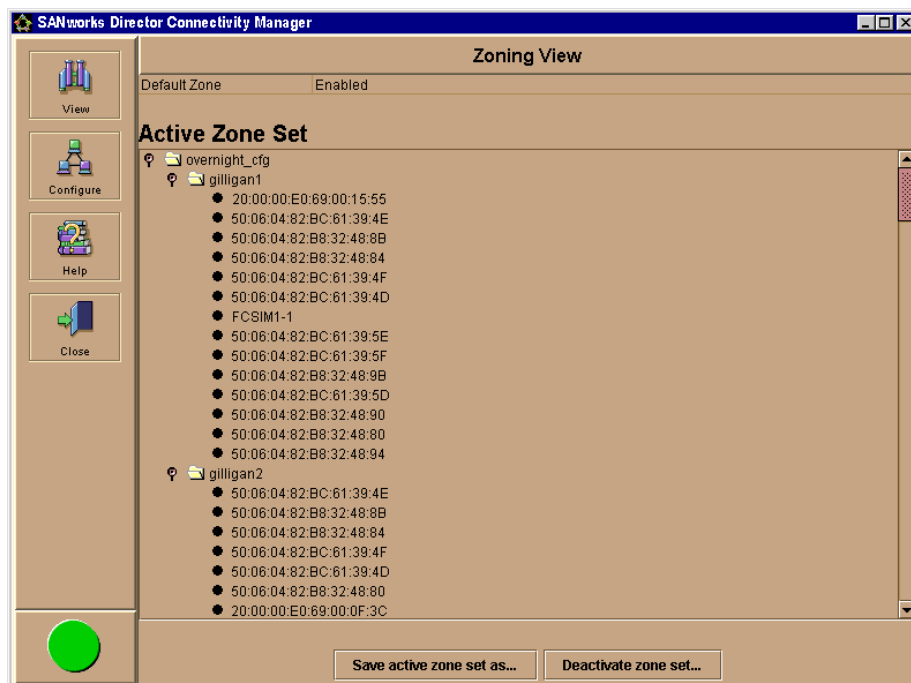 SANworks Director Connectivity Manager
View
Configure
Help
Close
Zoning View
Default Zone Enabled
Active Zone Set
overnight_cfg
gilligan1
20:00:00:E0:69:00:15:55
50:06:04:82:BC:61:39:4E
50:06:04:82:B8:32:48:8B
50:06:04:82:B8:32:48:84
50:06:04:82:BC:61:39:4F
50:06:04:82:BC:61:39:4D
FCSIM1-1
50:06:04:82:BC:61:39:5E
50:06:04:82:BC:61:39:5F
50:06:04:82:B8:32:48:9B
50:06:04:82:BC:61:39:5D
50:06:04:82:B8:32:48:90
50:06:04:82:B8:32:48:80
50:06:04:82:B8:32:48:94
gilligan2
50:06:04:82:BC:61:39:4E
50:06:04:82:B8:32:48:8B
50:06:04:82:B8:32:48:84
50:06:04:82:BC:61:39:4F
50:06:04:82:BC:61:39:4D
50:06:04:82:B8:32:48:80
20:00:00:E0:69:00:0F:3C
Save active zone set as...
Deactivate zone set...